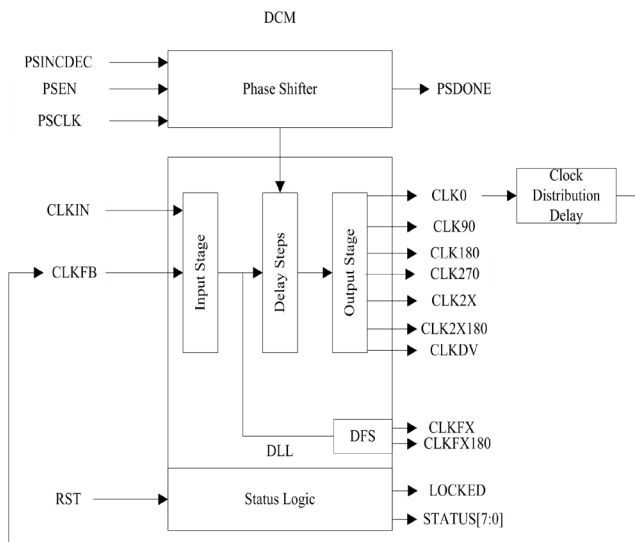 DCM
PSINCDEC
PSEN
PSCLK
Phase Shifter
PSDONE
CLKIN
CLKFB
Input Stage
Delay Steps
Output Stage
CLK0
CLK90
CLK180
CLK270
CLK2X
CLK2X180
CLKDV
Clock
Distribution
Delay
DFS
CLKFX
CLKFX180
DLL
RST
Status Logic
LOCKED
STATUS[7:0]